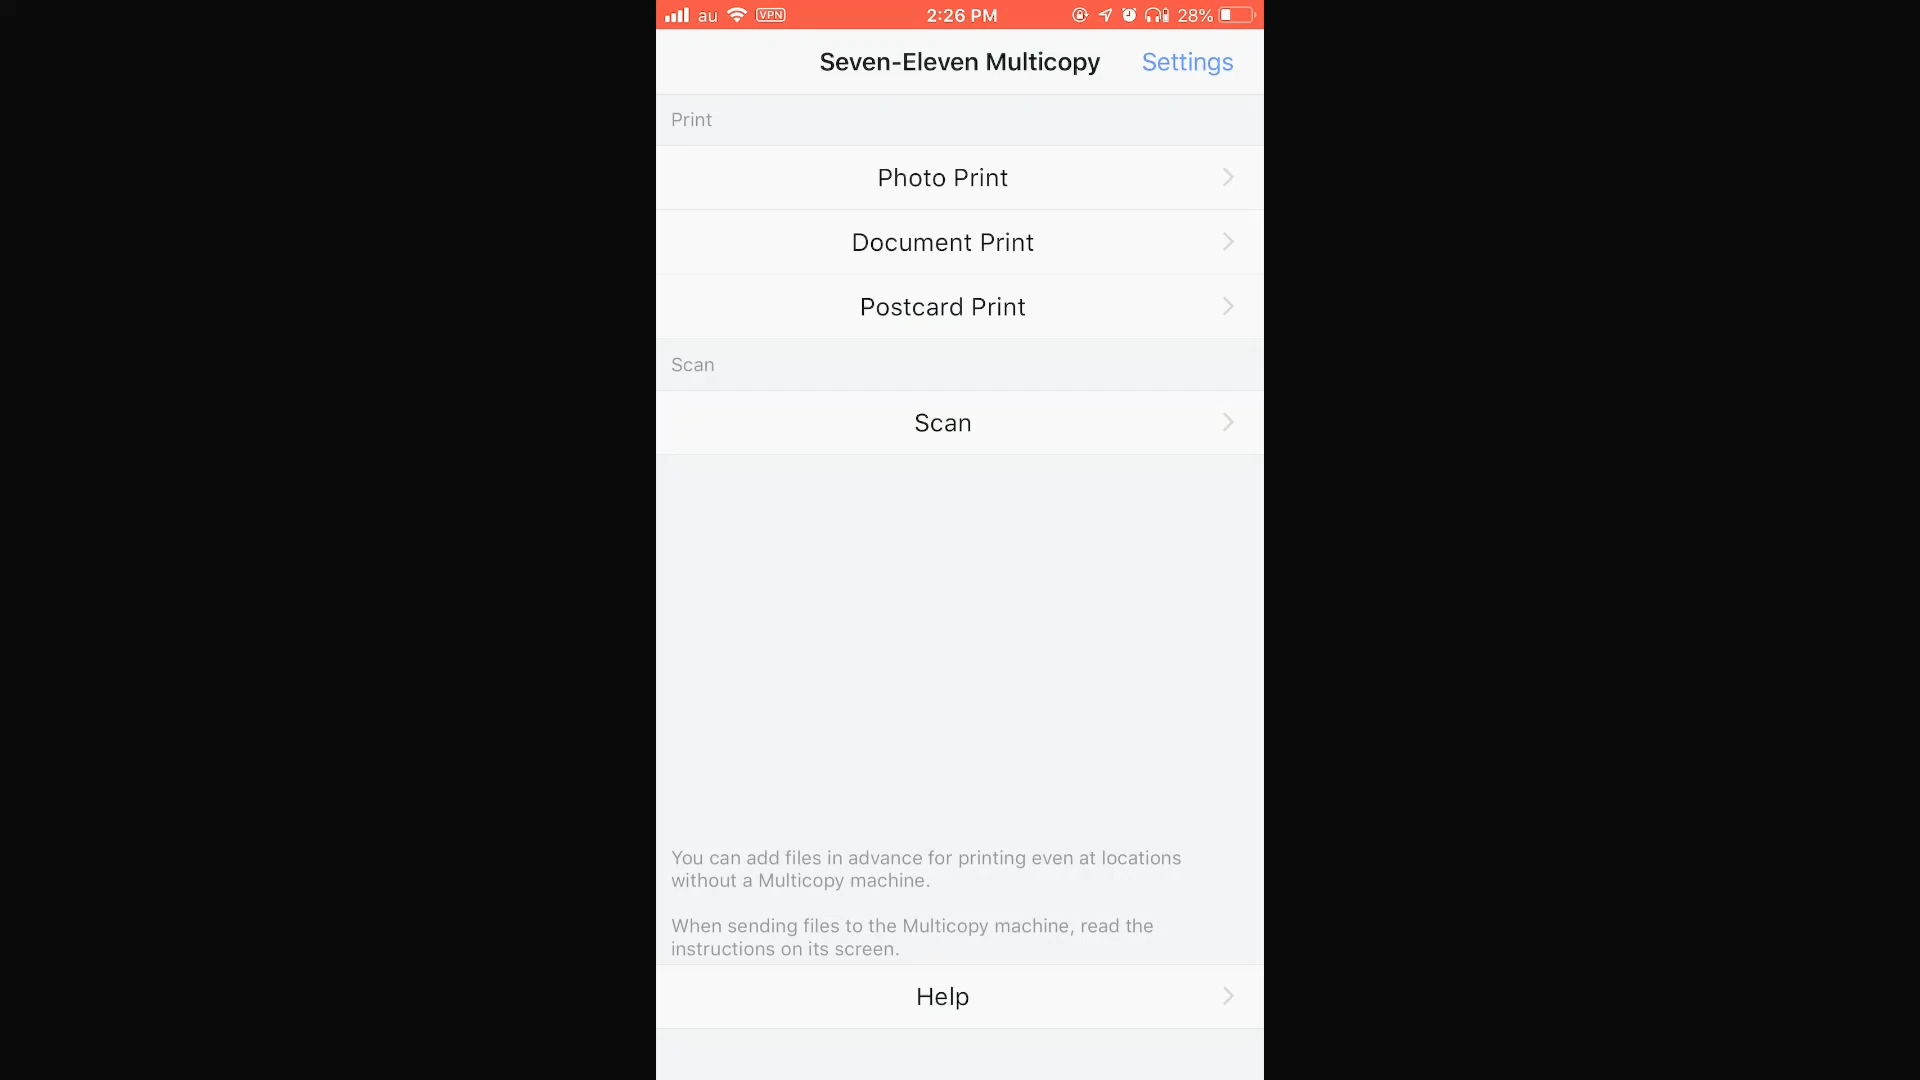 au VPN 2:26 PM 28%
Seven-Eleven Multicopy Settings
Print
Photo Print
Document Print
Postcard Print
Scan
Scan
You can add files in advance for printing even at locations
without a Multicopy machine.
When sending files to the Multicopy machine, read the
instructions on its screen.
Help